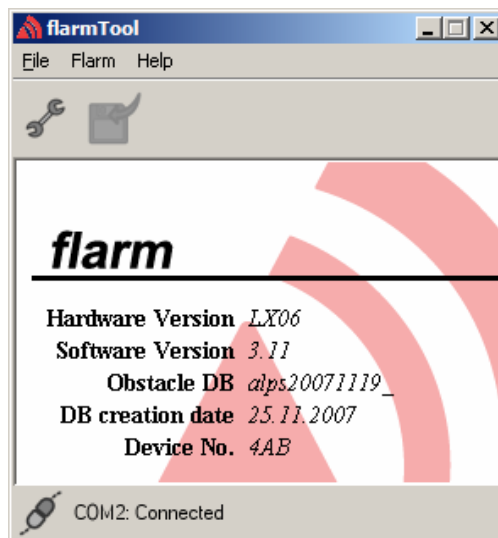 flarmTool
File Flarm Help
flarm
Hardware Version LX06
Software Version 3.11
Obstacle DB alps20071119_
DB creation date 25.11.2007
Device No. 4AB
COM2: Connected